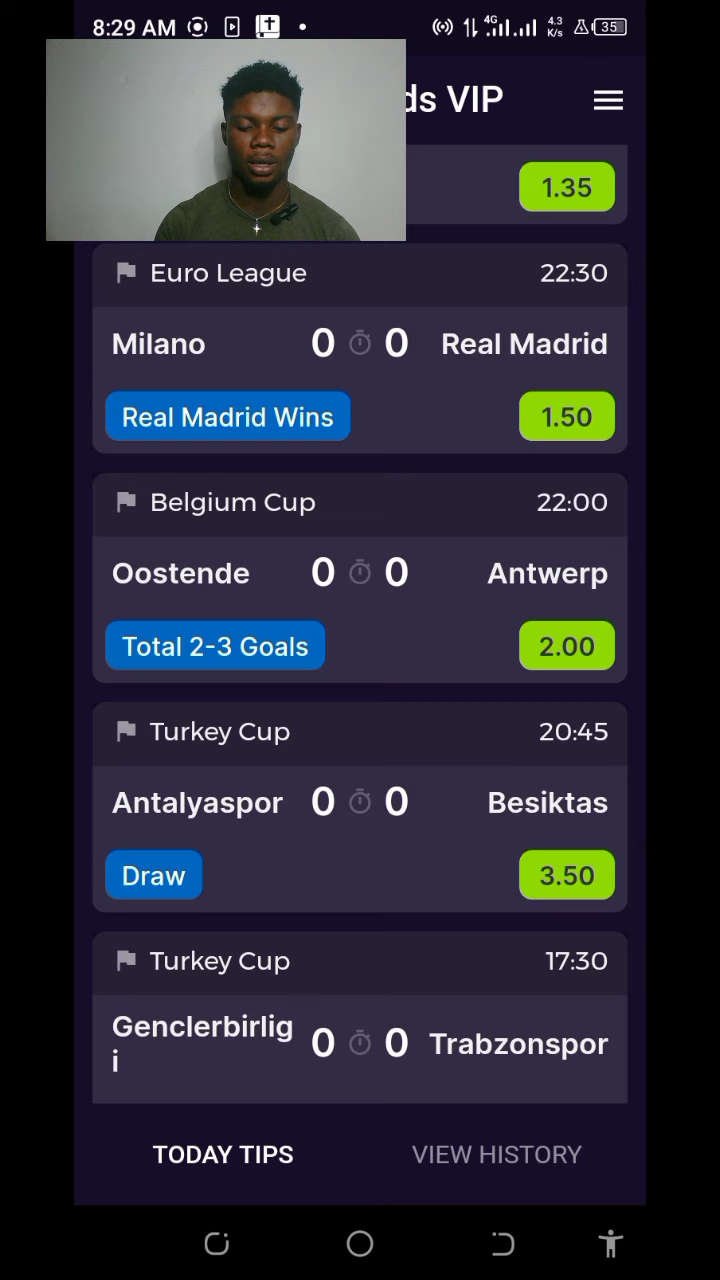 8:29 AM 4G 4.3 K/s 35
ds VIP
1.35
Euro League 22:30
Milano 0 0 Real Madrid
Real Madrid Wins 1.50
Belgium Cup 22:00
Oostende 0 0 Antwerp
Total 2-3 Goals 2.00
Turkey Cup 20:45
Antalyaspor 0 0 Besiktas
Draw 3.50
Turkey Cup 17:30
Genclerbirlig
i 0 0 Trabzonspor
TODAY TIPS VIEW HISTORY